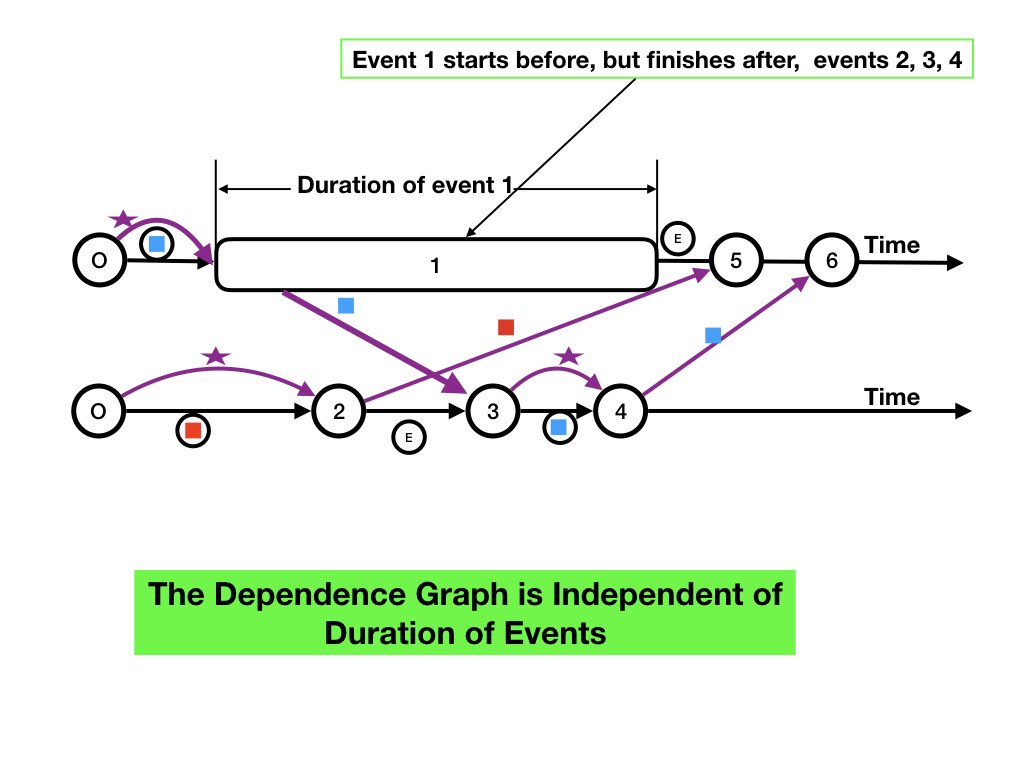 Event 1 starts before, but finishes after,  events 2, 3, 4
Duration of event 1
E
O
1
5
6
Time
O
2
3
4
Time
E
The Dependence Graph is Independent of
Duration of Events